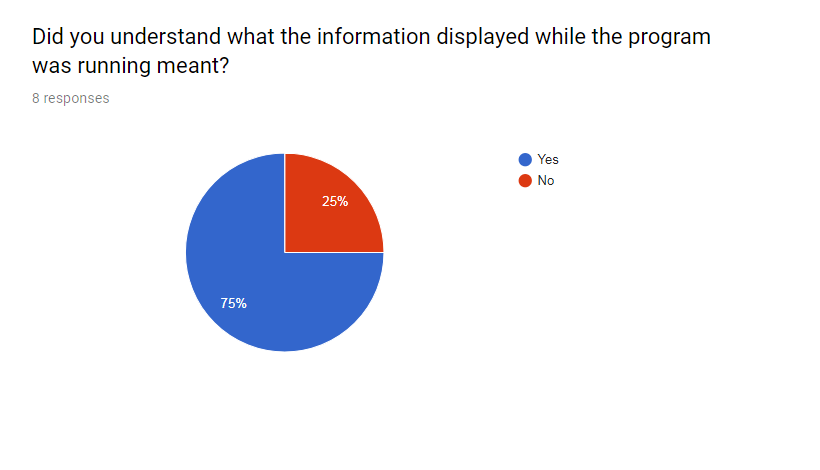 Did you understand what the information displayed while the program
was running meant?
8 responses
Yes
No
25%
75%